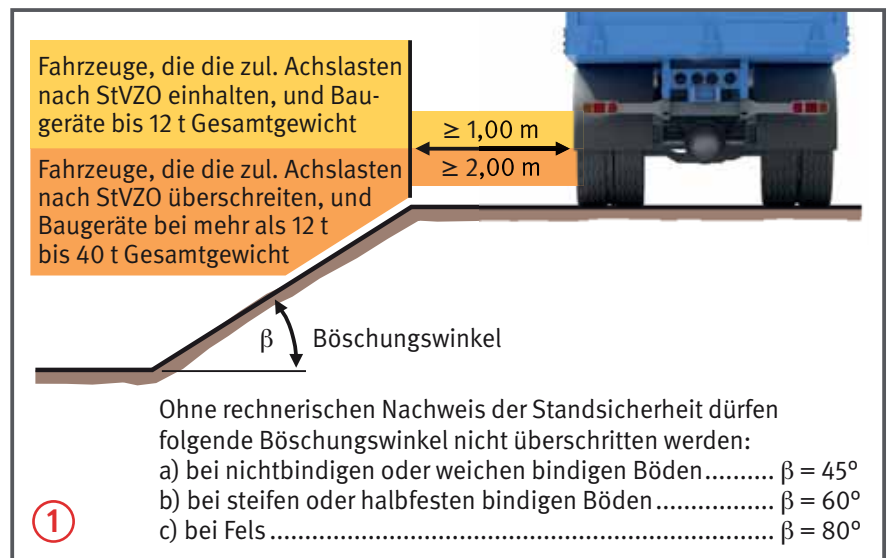 Fahrzeuge, die die zul. Achslasten
nach StVZO einhalten, und Bau-
geräte bis 12 t Gesamtgewicht
≥ 1,00 m
Fahrzeuge, die die zul. Achslasten
nach StVZO überschreiten, und
Baugeräte bei mehr als 12 t
bis 40 t Gesamtgewicht
≥ 2,00 m
β Böschungswinkel
Ohne rechnerischen Nachweis der Standsicherheit dürfen
folgende Böschungswinkel nicht überschritten werden:
a) bei nichtbindigen oder weichen bindigen Böden.......... β = 45°
b) bei steifen oder halbfesten bindigen Böden................. β = 60°
c) bei Fels ....................................................................... β = 80°
1